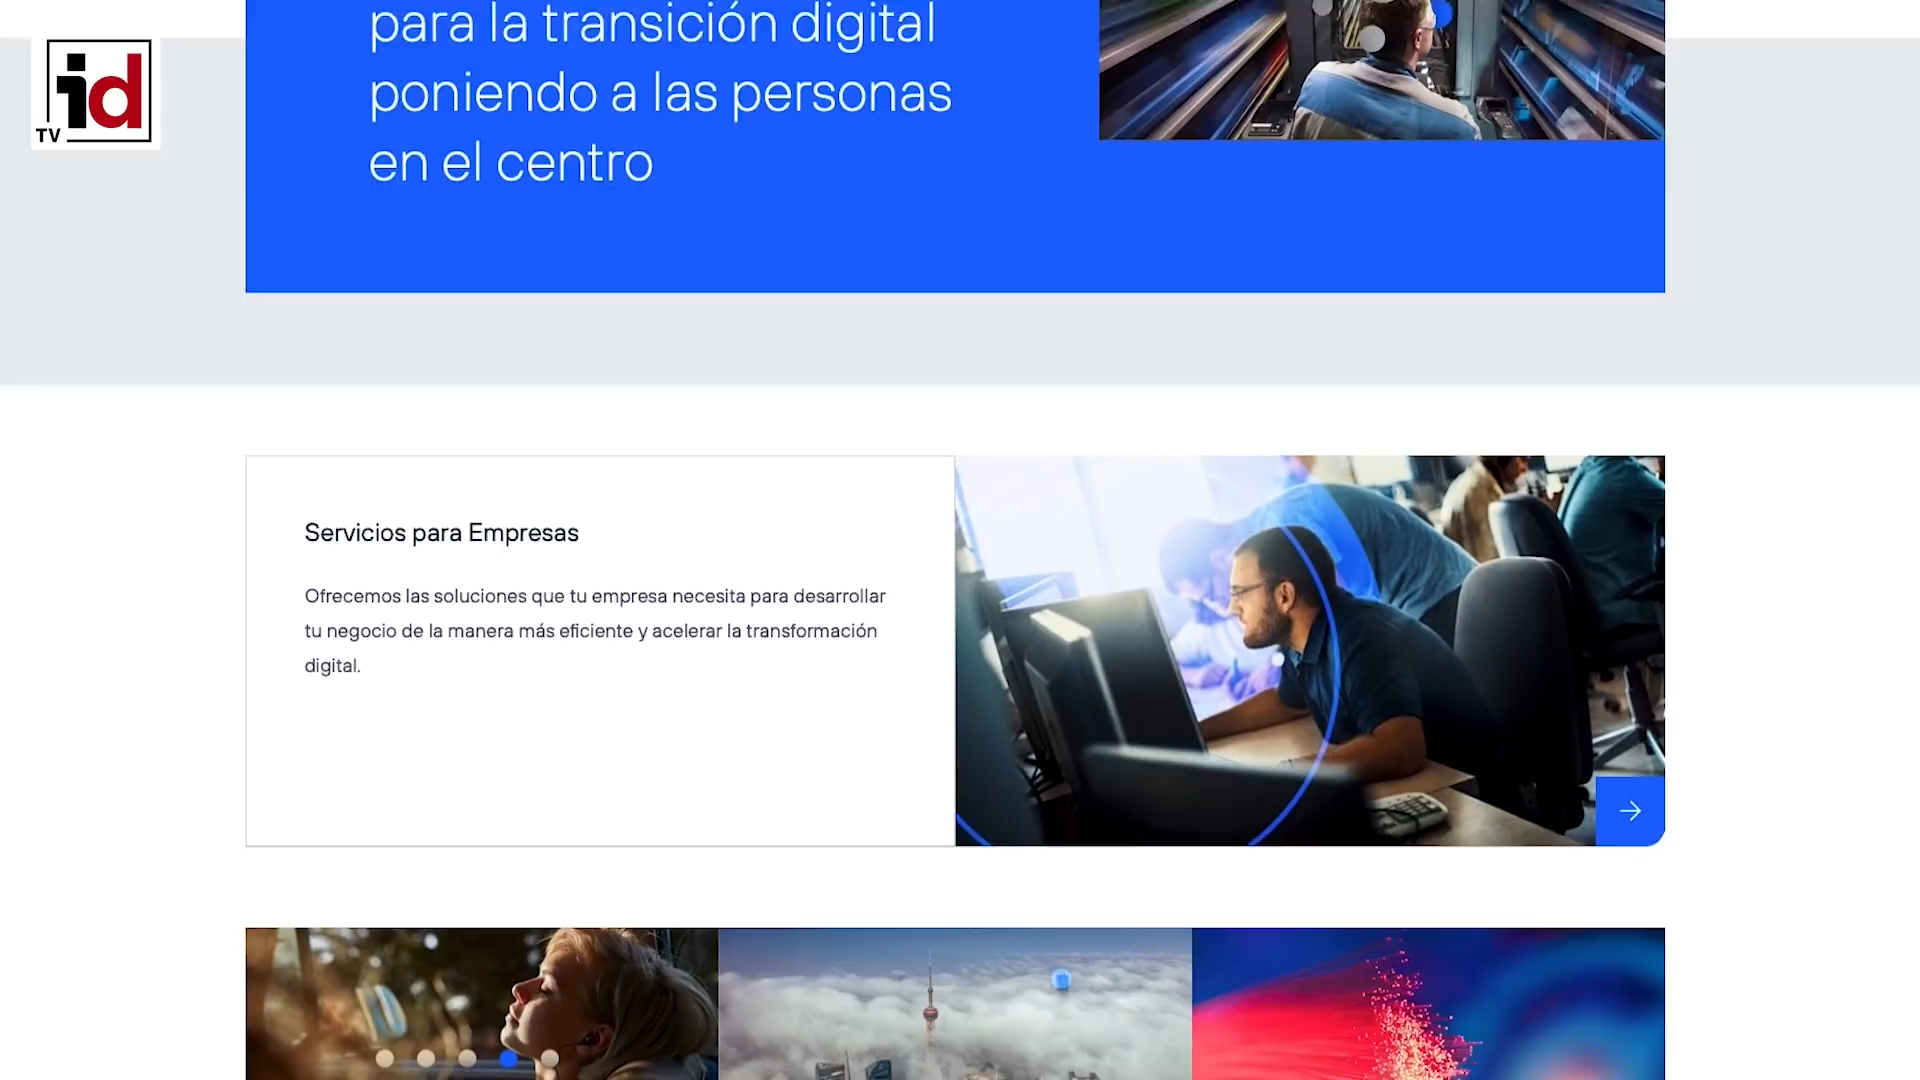 para la transición digital
poniendo a las personas
en el centro
id
TV
Servicios para Empresas
Ofrecemos las soluciones que tu empresa necesita para desarrollar
tu negocio de la manera más eficiente y acelerar la transformación
digital.